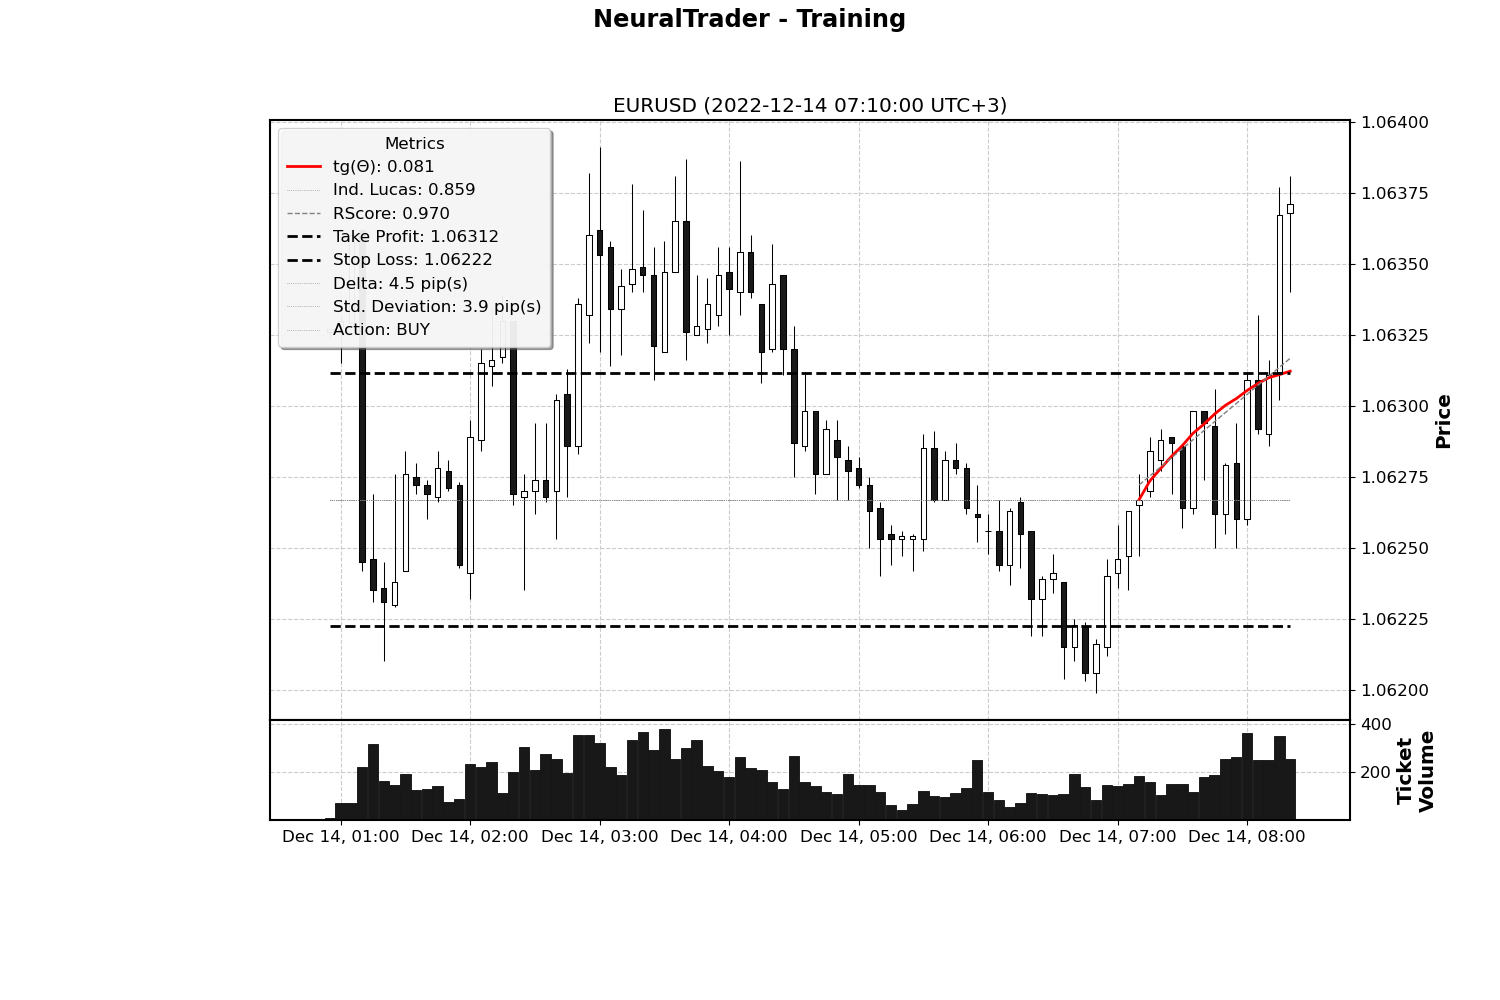 NeuralTrader - Training
EURUSD (2022-12-14 07:10:00 UTC+3)
Metrics
tg(Θ): 0.081
Ind. Lucas: 0.859
RScore: 0.970
Take Profit: 1.06312
Stop Loss: 1.06222
Delta: 4.5 pip(s)
Std. Deviation: 3.9 pip(s)
Action: BUY
1.06400
1.06375
1.06350
1.06325
1.06300
1.06275
1.06250
1.06225
1.06200
Price
400
200
Ticket
Volume
Dec 14, 01:00 Dec 14, 02:00 Dec 14, 03:00 Dec 14, 04:00 Dec 14, 05:00 Dec 14, 06:00 Dec 14, 07:00 Dec 14, 08:00